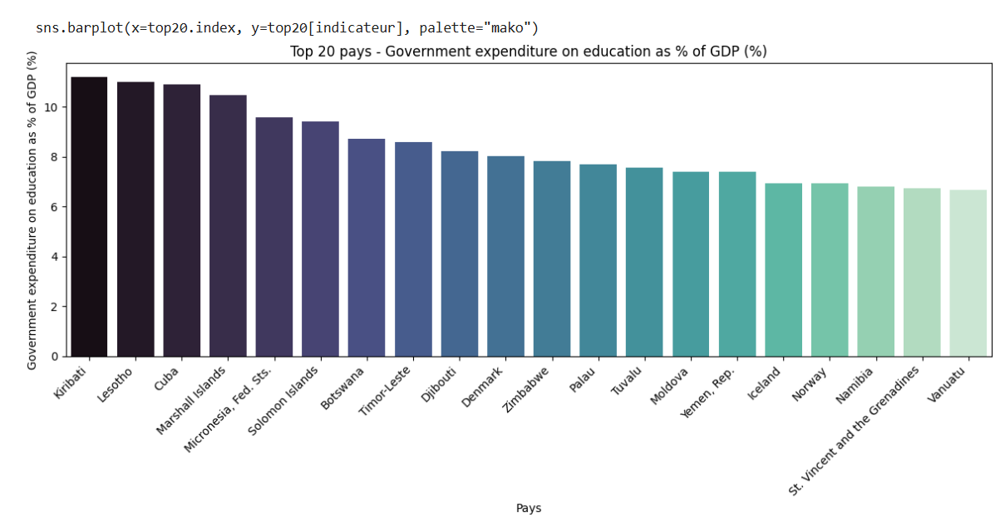 sns.barplot(x=top20.index, y=top20[indicateur], palette="mako")
Top 20 pays - Government expenditure on education as % of GDP (%)
Government expenditure on education as % of GDP (%)
10
8
6
4
2
0
Kiribati
Lesotho
Cuba
Marshall Islands
Micronesia, Fed. Sts.
Solomon Islands
Botswana
Timor-Leste
Djibouti
Denmark
Zimbabwe
Palau
Tuvalu
Moldova
Yemen, Rep.
Iceland
Norway
Namibia
St. Vincent and the Grenadines
Vanuatu
Pays